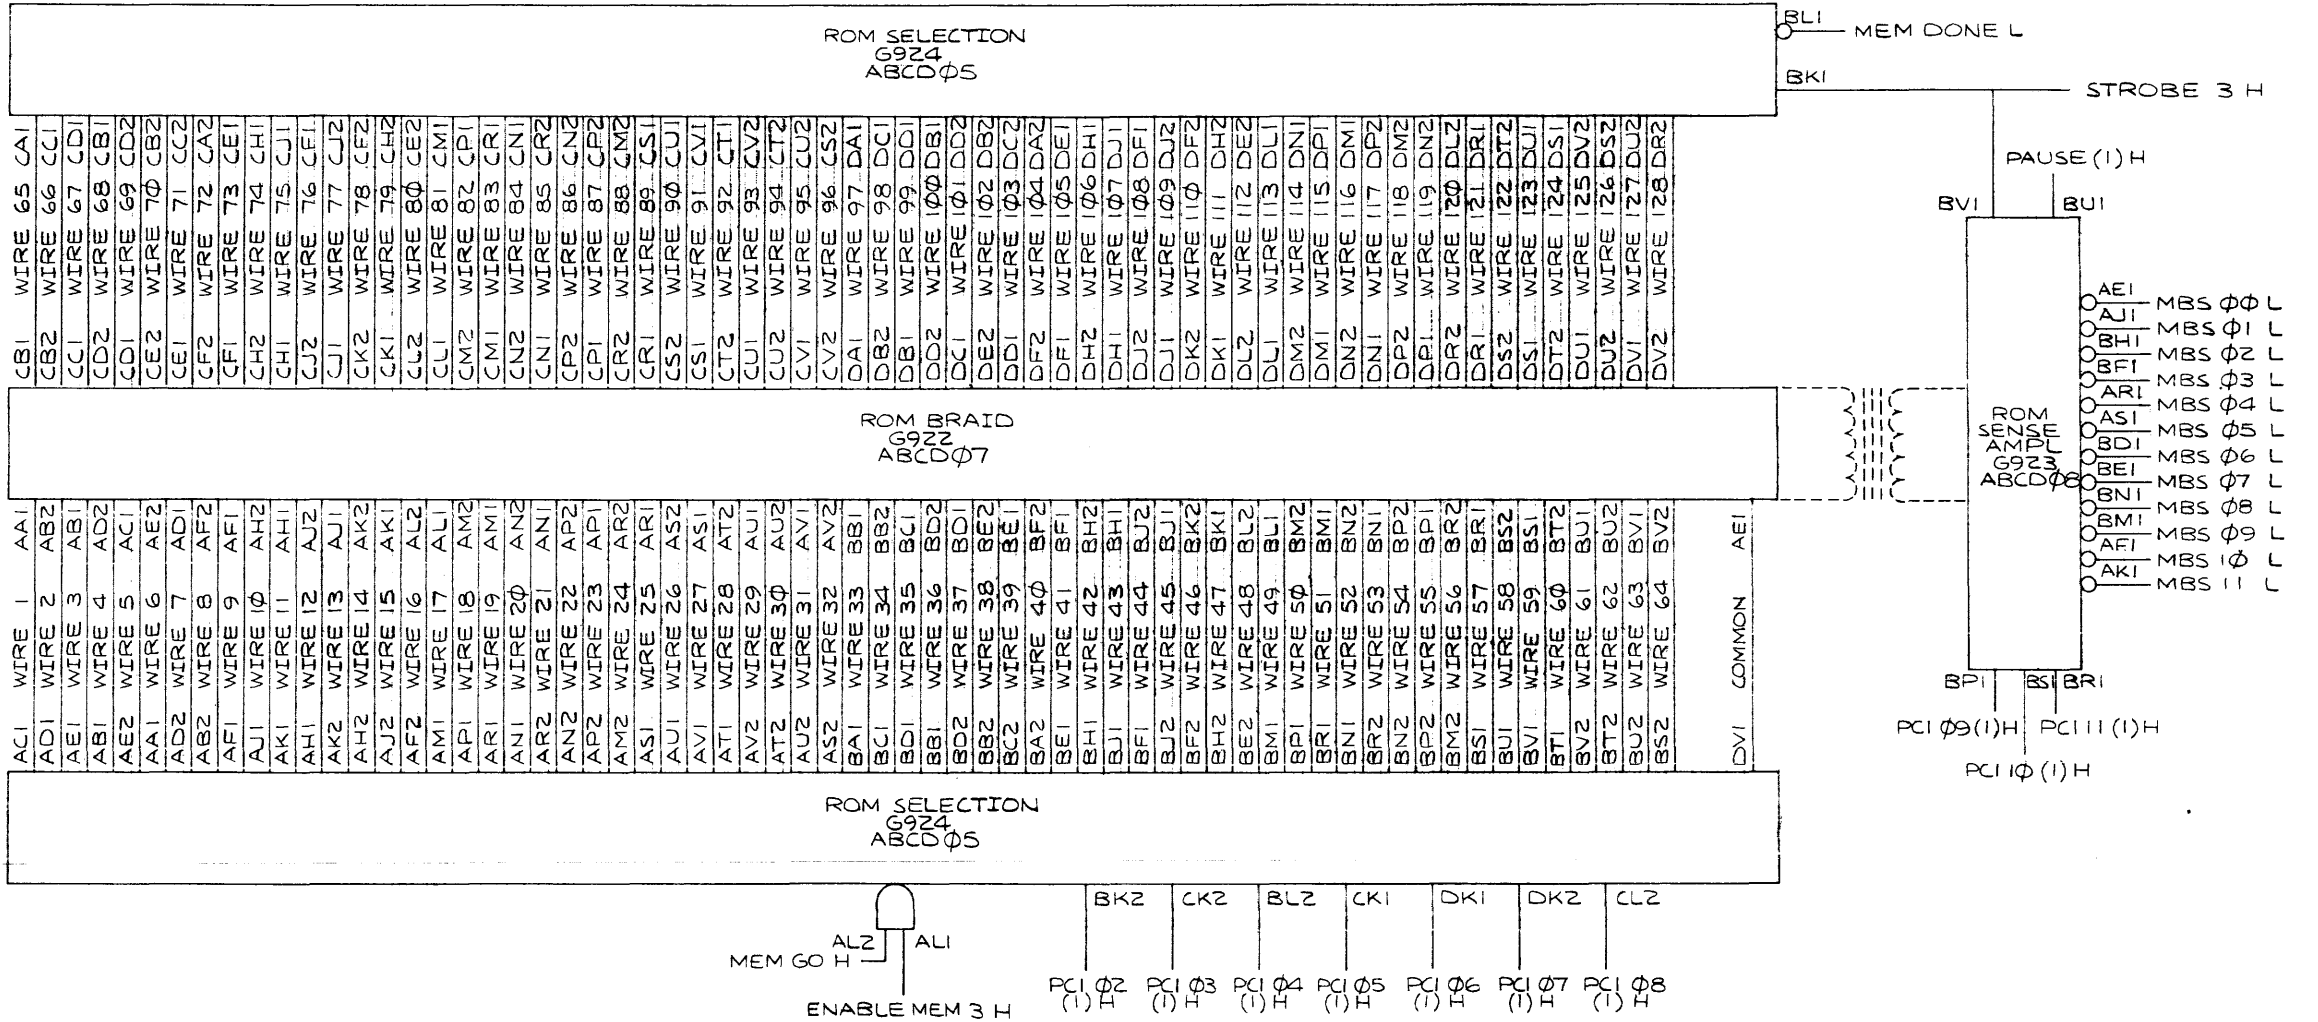 ROM SELECTION
G924
ABCDØ5
BL1
MEM DONE L
BK1
STROBE 3 H
CB1 WIRE 65 CA1
CB2 WIRE 66 CC1
CC1 WIRE 67 CD1
CD2 WIRE 68 CB1
CD1 WIRE 69 CD2
CE2 WIRE 7Ø CB2
CE1 WIRE 71 CC2
CF2 WIRE 72 CA2
CF1 WIRE 73 CE1
CH2 WIRE 74 CH1
CH1 WIRE 75 CJ1
CJ2 WIRE 76 CF1
CJ1 WIRE 77 CJ2
CK2 WIRE 78 CF2
CK1 WIRE 79 CH2
CL2 WIRE 8Ø CE2
CL1 WIRE 81 CM1
CM2 WIRE 82 CP1
CM1 WIRE 83 CR1
CN2 WIRE 84 CN1
CN1 WIRE 85 CR2
CP2 WIRE 86 CN2
CP1 WIRE 87 CP2
CR2 WIRE 88 CM2
CR1 WIRE 89 CS1
CS2 WIRE 9Ø CU1
CS1 WIRE 91 CV1
CT2 WIRE 92 CT1
CU1 WIRE 93 CV2
CU2 WIRE 94 CT2
CV1 WIRE 95 CU2
CV2 WIRE 96 CS2
DA1 WIRE 97 DA1
DB2 WIRE 98 DC1
DB1 WIRE 99 DD1
DD2 WIRE 1ØØ DB1
DC1 WIRE 1Ø1 DD2
DE2 WIRE 1Ø2 DB2
DD1 WIRE 1Ø3 DC2
DF2 WIRE 1Ø4 DA2
DF1 WIRE 1Ø5 DE1
DH2 WIRE 1Ø6 DH1
DH1 WIRE 1Ø7 DJ1
DJ2 WIRE 1Ø8 DF1
DJ1 WIRE 1Ø9 DJ2
DK2 WIRE 11Ø DF2
DK1 WIRE 111 DH2
DL2 WIRE 112 DE2
DL1 WIRE 113 DL1
DM2 WIRE 114 DN1
DM1 WIRE 115 DP1
DN2 WIRE 116 DM1
DN1 WIRE 117 DP2
DP2 WIRE 118 DM2
DP1 WIRE 119 DN2
DR2 WIRE 12Ø DL2
DR1 WIRE 121 DR1
DS2 WIRE 122 DT2
DS1 WIRE 123 DU1
DT2 WIRE 124 DS1
DU1 WIRE 125 DV2
DU2 WIRE 126 DS2
DV1 WIRE 127 DU2
DV2 WIRE 128 DR2
PAUSE (1) H
BV1 BU1
ROM BRAID
G922
ABCDØ7
ROM
SENSE
AMPL
G923
ABCDØ8
AE1 MBS ØØ L
AJ1 MBS Ø1 L
BH1 MBS Ø2 L
BF1 MBS Ø3 L
AR1 MBS Ø4 L
AS1 MBS Ø5 L
BD1 MBS Ø6 L
BE1 MBS Ø7 L
BN1 MBS Ø8 L
BM1 MBS Ø9 L
AF1 MBS 1Ø L
AK1 MBS 11 L
BP1 BS1 BR1
PC1 Ø9 (1) H PC1 11 (1) H
PC1 1Ø (1) H
AC1 WIRE 1 AA1
AD1 WIRE 2 AB2
AE1 WIRE 3 AB1
AB1 WIRE 4 AD2
AE2 WIRE 5 AC1
AA1 WIRE 6 AE2
AD2 WIRE 7 AD1
AB2 WIRE 8 AF2
AF1 WIRE 9 AF1
AJ1 WIRE 1Ø AH2
AK1 WIRE 11 AH1
AH1 WIRE 12 AJ2
AK2 WIRE 13 AJ1
AH2 WIRE 14 AK2
AJ2 WIRE 15 AK1
AF2 WIRE 16 AL2
AM1 WIRE 17 AL1
AP1 WIRE 18 AM2
AR1 WIRE 19 AM1
AN1 WIRE 2Ø AN2
AR2 WIRE 21 AN1
AN2 WIRE 22 AP2
AP2 WIRE 23 AP1
AM2 WIRE 24 AR2
AS1 WIRE 25 AR1
AU1 WIRE 26 AS2
AV1 WIRE 27 AS1
AT1 WIRE 28 AT2
AV2 WIRE 29 AU1
AT2 WIRE 3Ø AU2
AU2 WIRE 31 AV1
AS2 WIRE 32 AV2
BA1 WIRE 33 BB1
BC1 WIRE 34 BB2
BD1 WIRE 35 BC1
BB1 WIRE 36 BD2
BD2 WIRE 37 BD1
BB2 WIRE 38 BE2
BC2 WIRE 39 BE1
BA2 WIRE 4Ø BF2
BE1 WIRE 41 BF1
BH1 WIRE 42 BH2
BJ1 WIRE 43 BH1
BF1 WIRE 44 BJ2
BJ2 WIRE 45 BJ1
BF2 WIRE 46 BK2
BH2 WIRE 47 BK1
BE2 WIRE 48 BL2
BM1 WIRE 49 BL1
BP1 WIRE 5Ø BM2
BR1 WIRE 51 BM1
BN1 WIRE 52 BN2
BR2 WIRE 53 BN1
BN2 WIRE 54 BP2
BP2 WIRE 55 BP1
BM2 WIRE 56 BR2
BS1 WIRE 57 BR1
BU1 WIRE 58 BS2
BV1 WIRE 59 BS1
BT1 WIRE 6Ø BT2
BV2 WIRE 61 BU1
BT2 WIRE 62 BU2
BU2 WIRE 63 BV1
BS2 WIRE 64 BV2
DV1 COMMON AE1
ROM SELECTION
G924
ABCDØ5
AL2 AL1
MEM GO H
ENABLE MEM 3 H
BK2 CK2 BL2 CK1 DK1 DK2 CL2
PC1 Ø2 PC1 Ø3 PC1 Ø4 PC1 Ø5 PC1 Ø6 PC1 Ø7 PC1 Ø8
(1) H (1) H (1) H (1) H (1) H (1) H (1) H